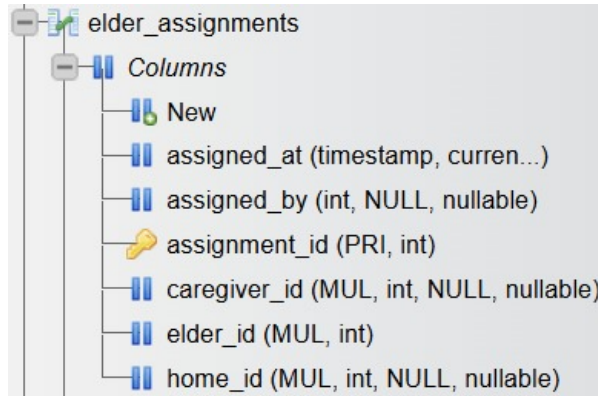 elder_assignments
Columns
New
assigned_at (timestamp, curren...)
assigned_by (int, NULL, nullable)
assignment_id (PRI, int)
caregiver_id (MUL, int, NULL, nullable)
elder_id (MUL, int)
home_id (MUL, int, NULL, nullable)